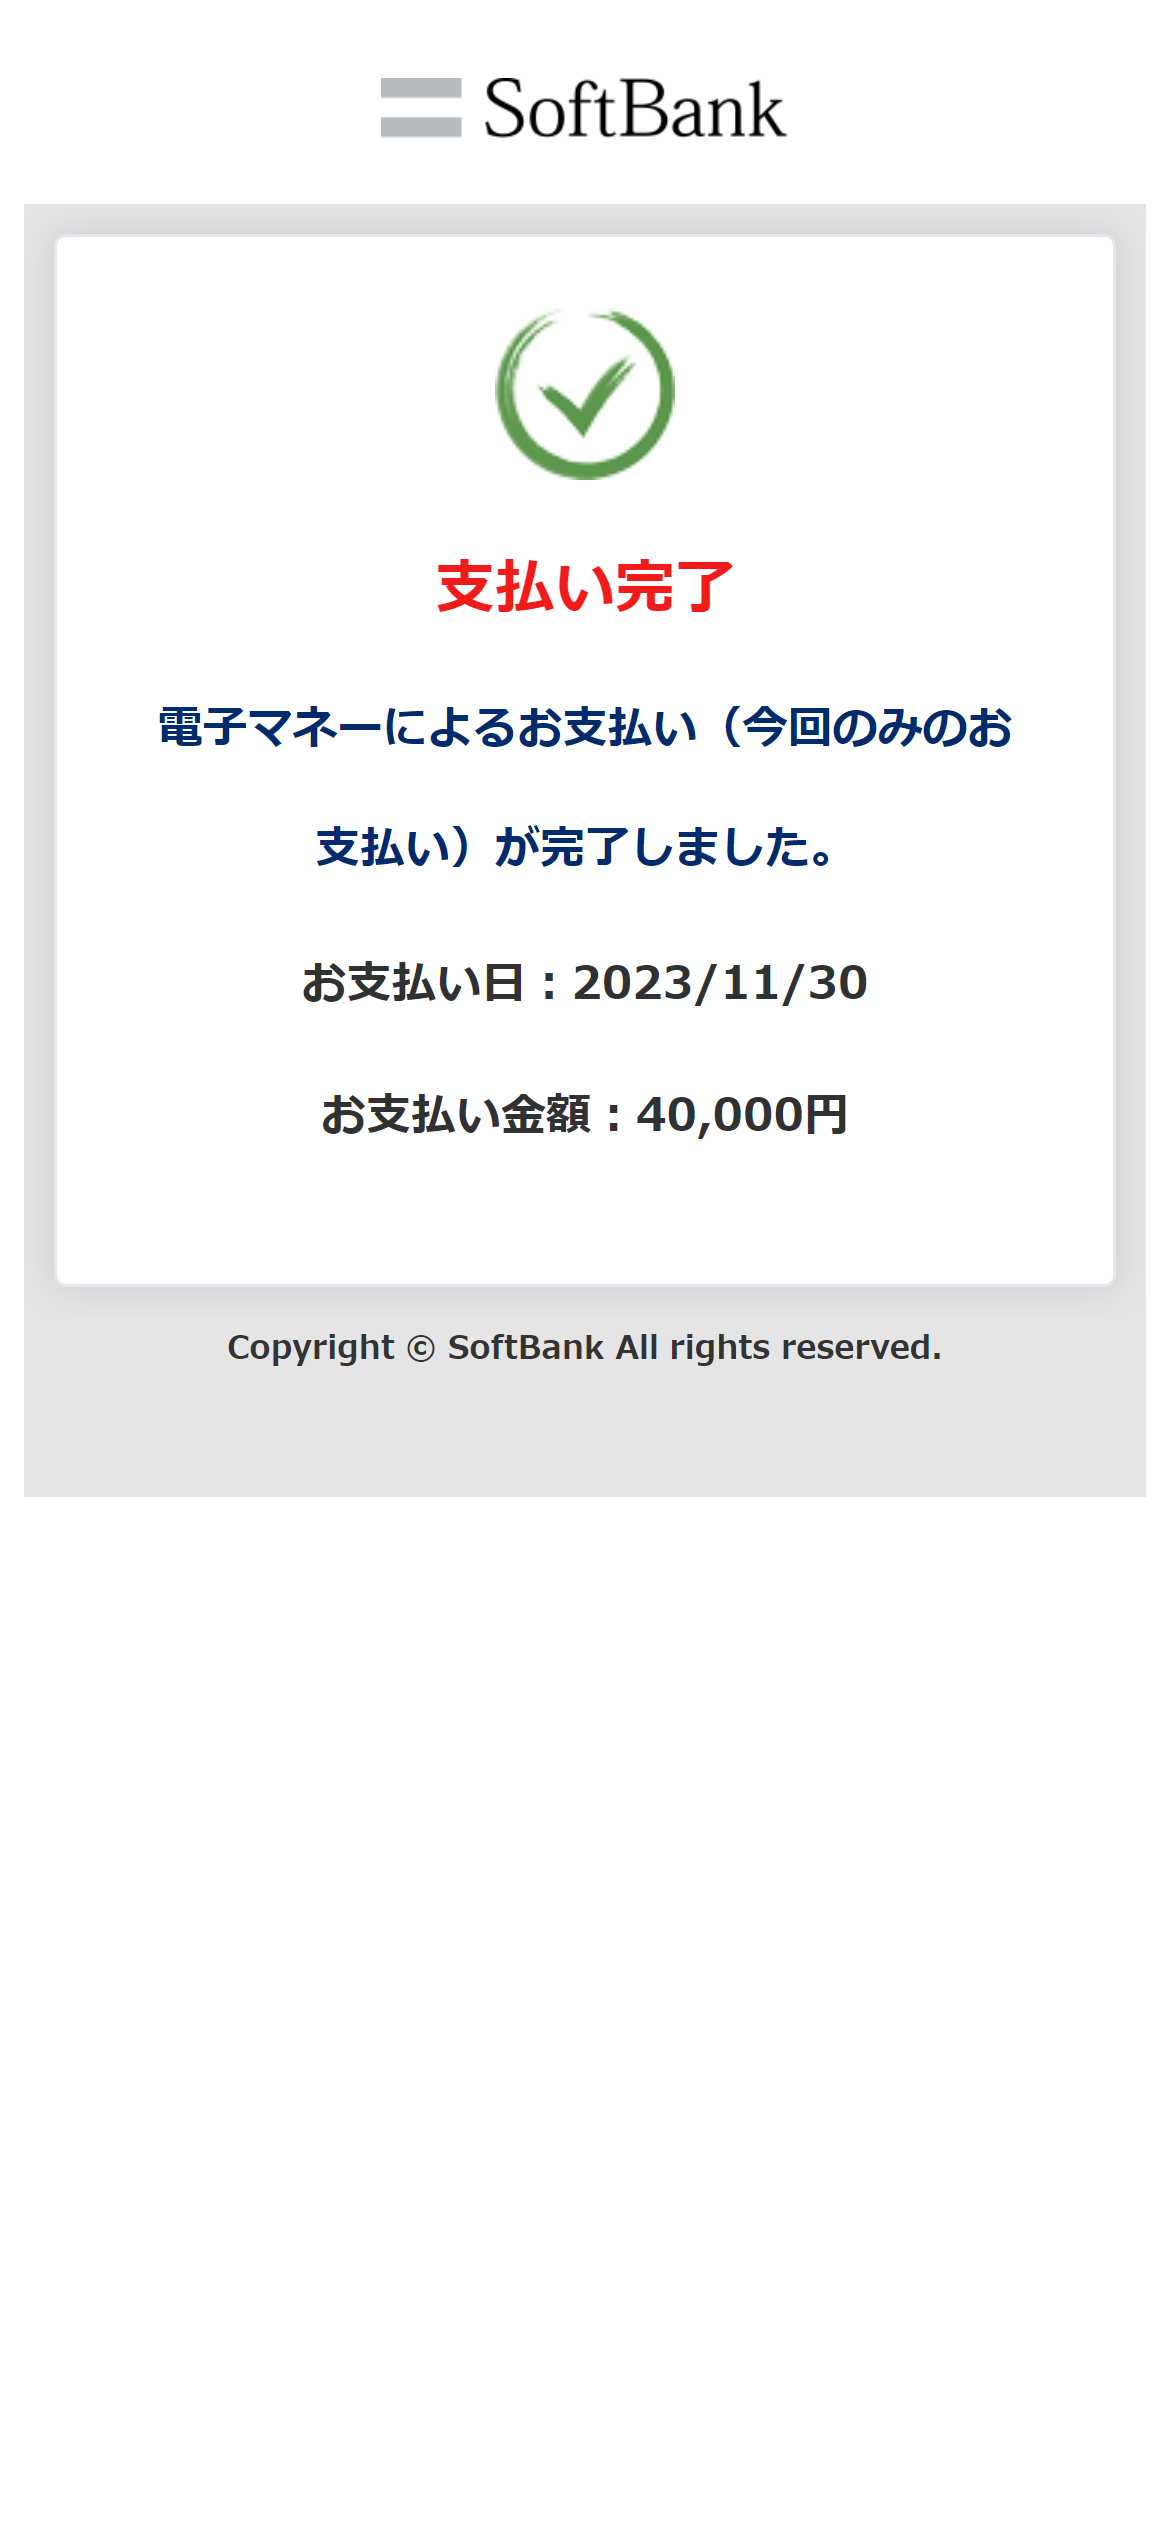 SoftBank
支払い完了
電子マネーによるお支払い（今回のみのお
支払い）が完了しました。
お支払い日：2023/11/30
お支払い金額：40,000円
Copyright © SoftBank All rights reserved.